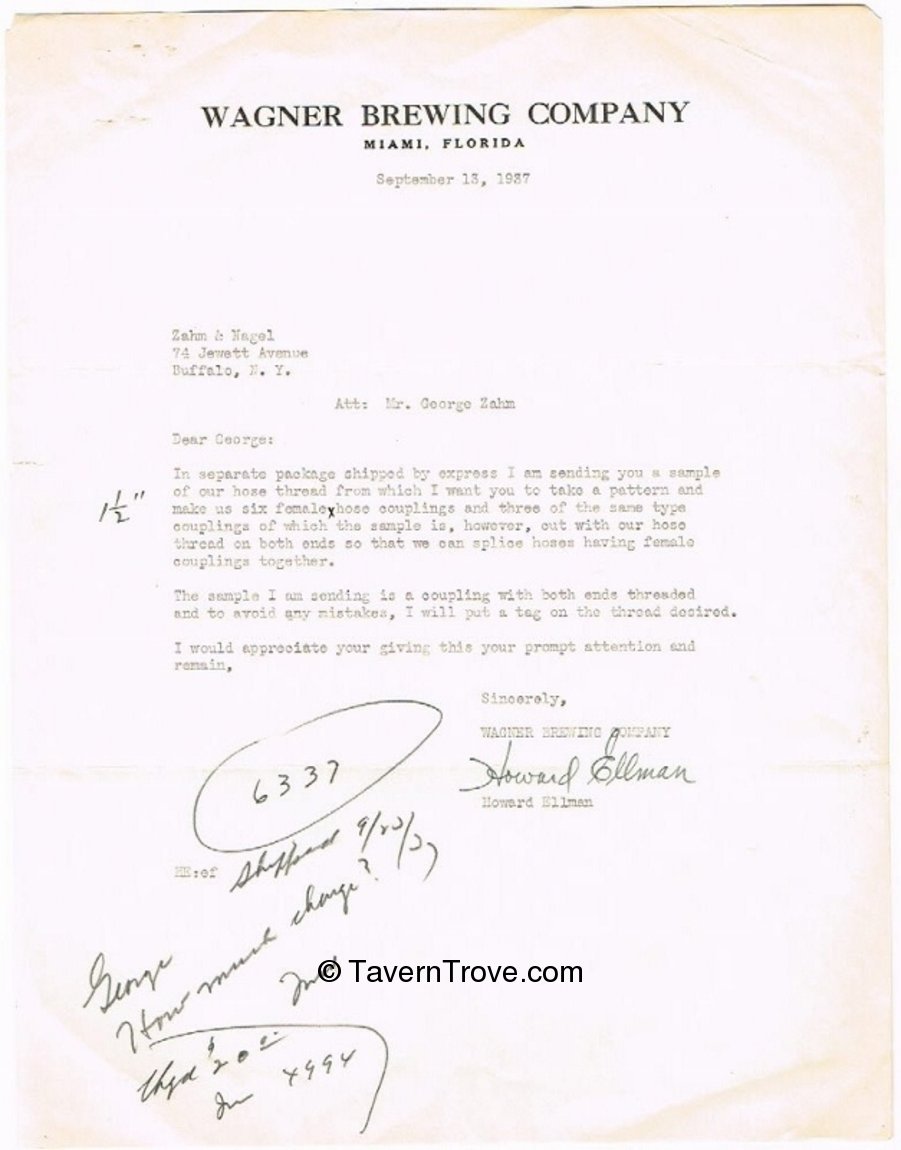 WAGNER BREWING COMPANY
MIAMI, FLORIDA
September 13, 1937
Zahm & Nagel
74 Jewett Avenue
Buffalo, N. Y.
Att: Mr. George Zahm
Dear George:
In separate package shipped by express I am sending you a sample
of our hose thread from which I want you to take a pattern and
1 1/2"
make us six female hose couplings and three of the same type
couplings of which the sample is, however, cut with our hose
thread on both ends so that we can splice hoses having female
couplings together.
The sample I am sending is a coupling with both ends threaded
and to avoid any mistakes, I will put a tag on the thread desired.
I would appreciate your giving this your prompt attention and
remain,
Sincerely,
WAGNER BREWING COMPANY
Howard Ellman
Howard Ellman
6337
HE:ef
Shipped 9/23/37
George
How much charge?
© TavernTrove.com
Chgd $20.00
4994